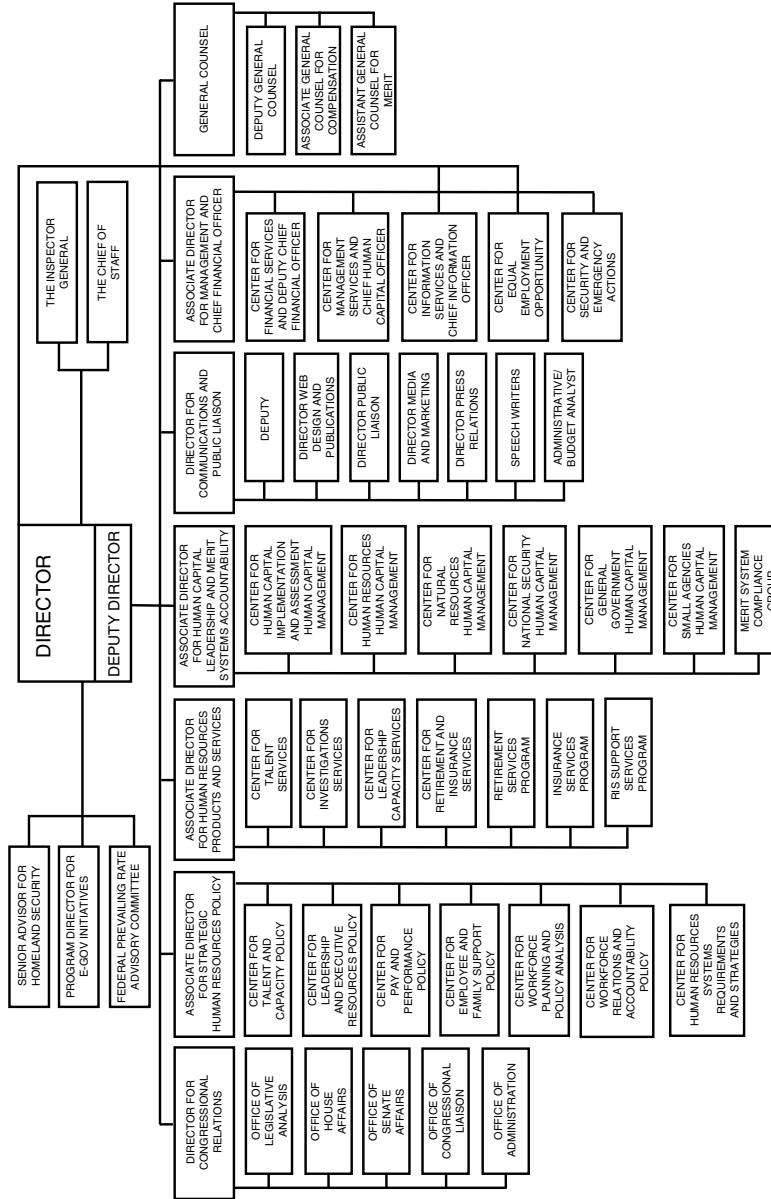 DIRECTOR
DEPUTY DIRECTOR
SENIOR ADVISOR FOR
HOMELAND SECURITY
PROGRAM DIRECTOR FOR
E-GOV INITIATIVES
FEDERAL PREVAILING RATE
ADVISORY COMMITTEE
THE INSPECTOR
GENERAL
THE CHIEF OF
STAFF
DIRECTOR FOR
CONGRESSIONAL
RELATIONS
OFFICE OF
LEGISLATIVE
ANALYSIS
OFFICE OF
HOUSE
AFFAIRS
OFFICE OF
SENATE
AFFAIRS
OFFICE OF
CONGRESSIONAL
LIAISON
OFFICE OF
ADMINISTRATION
ASSOCIATE DIRECTOR
FOR STRATEGIC
HUMAN RESOURCES POLICY
CENTER FOR
TALENT AND
CAPACITY POLICY
CENTER FOR
LEADERSHIP
AND EXECUTIVE
RESOURCES POLICY
CENTER FOR
PAY AND
PERFORMANCE
POLICY
CENTER FOR
EMPLOYEE AND
FAMILY SUPPORT
POLICY
CENTER FOR
WORKFORCE
PLANNING AND
POLICY ANALYSIS
CENTER FOR
WORKFORCE
RELATIONS AND
ACCOUNTABILITY
POLICY
CENTER FOR
HUMAN RESOURCES
SYSTEMS
REQUIREMENTS
AND STRATEGIES
ASSOCIATE DIRECTOR
FOR HUMAN RESOURCES
PRODUCTS AND SERVICES
CENTER FOR
TALENT
SERVICES
CENTER FOR
INVESTIGATIONS
SERVICES
CENTER FOR
LEADERSHIP
CAPACITY SERVICES
CENTER FOR
RETIREMENT AND
INSURANCE
SERVICES
RETIREMENT
SERVICES
PROGRAM
INSURANCE
SERVICES
PROGRAM
RIS SUPPORT
SERVICES
PROGRAM
ASSOCIATE DIRECTOR
FOR HUMAN CAPITAL
LEADERSHIP AND MERIT
SYSTEMS ACCOUNTABILITY
CENTER FOR
HUMAN CAPITAL
IMPLEMENTATION
AND ASSESSMENT
HUMAN CAPITAL
MANAGEMENT
CENTER FOR
HUMAN RESOURCES
HUMAN CAPITAL
MANAGEMENT
CENTER FOR
NATURAL
RESOURCES
HUMAN CAPITAL
MANAGEMENT
CENTER FOR
NATIONAL SECURITY
HUMAN CAPITAL
MANAGEMENT
CENTER FOR
GENERAL
GOVERNMENT
HUMAN CAPITAL
MANAGEMENT
CENTER FOR
SMALL AGENCIES
HUMAN CAPITAL
MANAGEMENT
MERIT SYSTEM
COMPLIANCE
GROUP
DIRECTOR FOR
COMMUNICATIONS AND
PUBLIC LIAISON
DEPUTY
DIRECTOR WEB
DESIGN AND
PUBLICATIONS
DIRECTOR PUBLIC
LIAISON
DIRECTOR MEDIA
AND MARKETING
DIRECTOR PRESS
RELATIONS
SPEECH WRITERS
ADMINISTRATIVE/
BUDGET ANALYST
ASSOCIATE DIRECTOR
FOR MANAGEMENT AND
CHIEF FINANCIAL OFFICER
CENTER FOR
FINANCIAL SERVICES
AND DEPUTY CHIEF
FINANCIAL OFFICER
CENTER FOR
MANAGEMENT
SERVICES AND
CHIEF HUMAN
CAPITAL OFFICER
CENTER FOR
INFORMATION
SERVICES AND
CHIEF INFORMATION
OFFICER
CENTER FOR
EQUAL
EMPLOYMENT
OPPORTUNITY
CENTER FOR
SECURITY AND
EMERGENCY
ACTIONS
GENERAL COUNSEL
DEPUTY GENERAL
COUNSEL
ASSOCIATE GENERAL
COUNSEL FOR
COMPENSATION
ASSISTANT GENERAL
COUNSEL FOR
MERIT